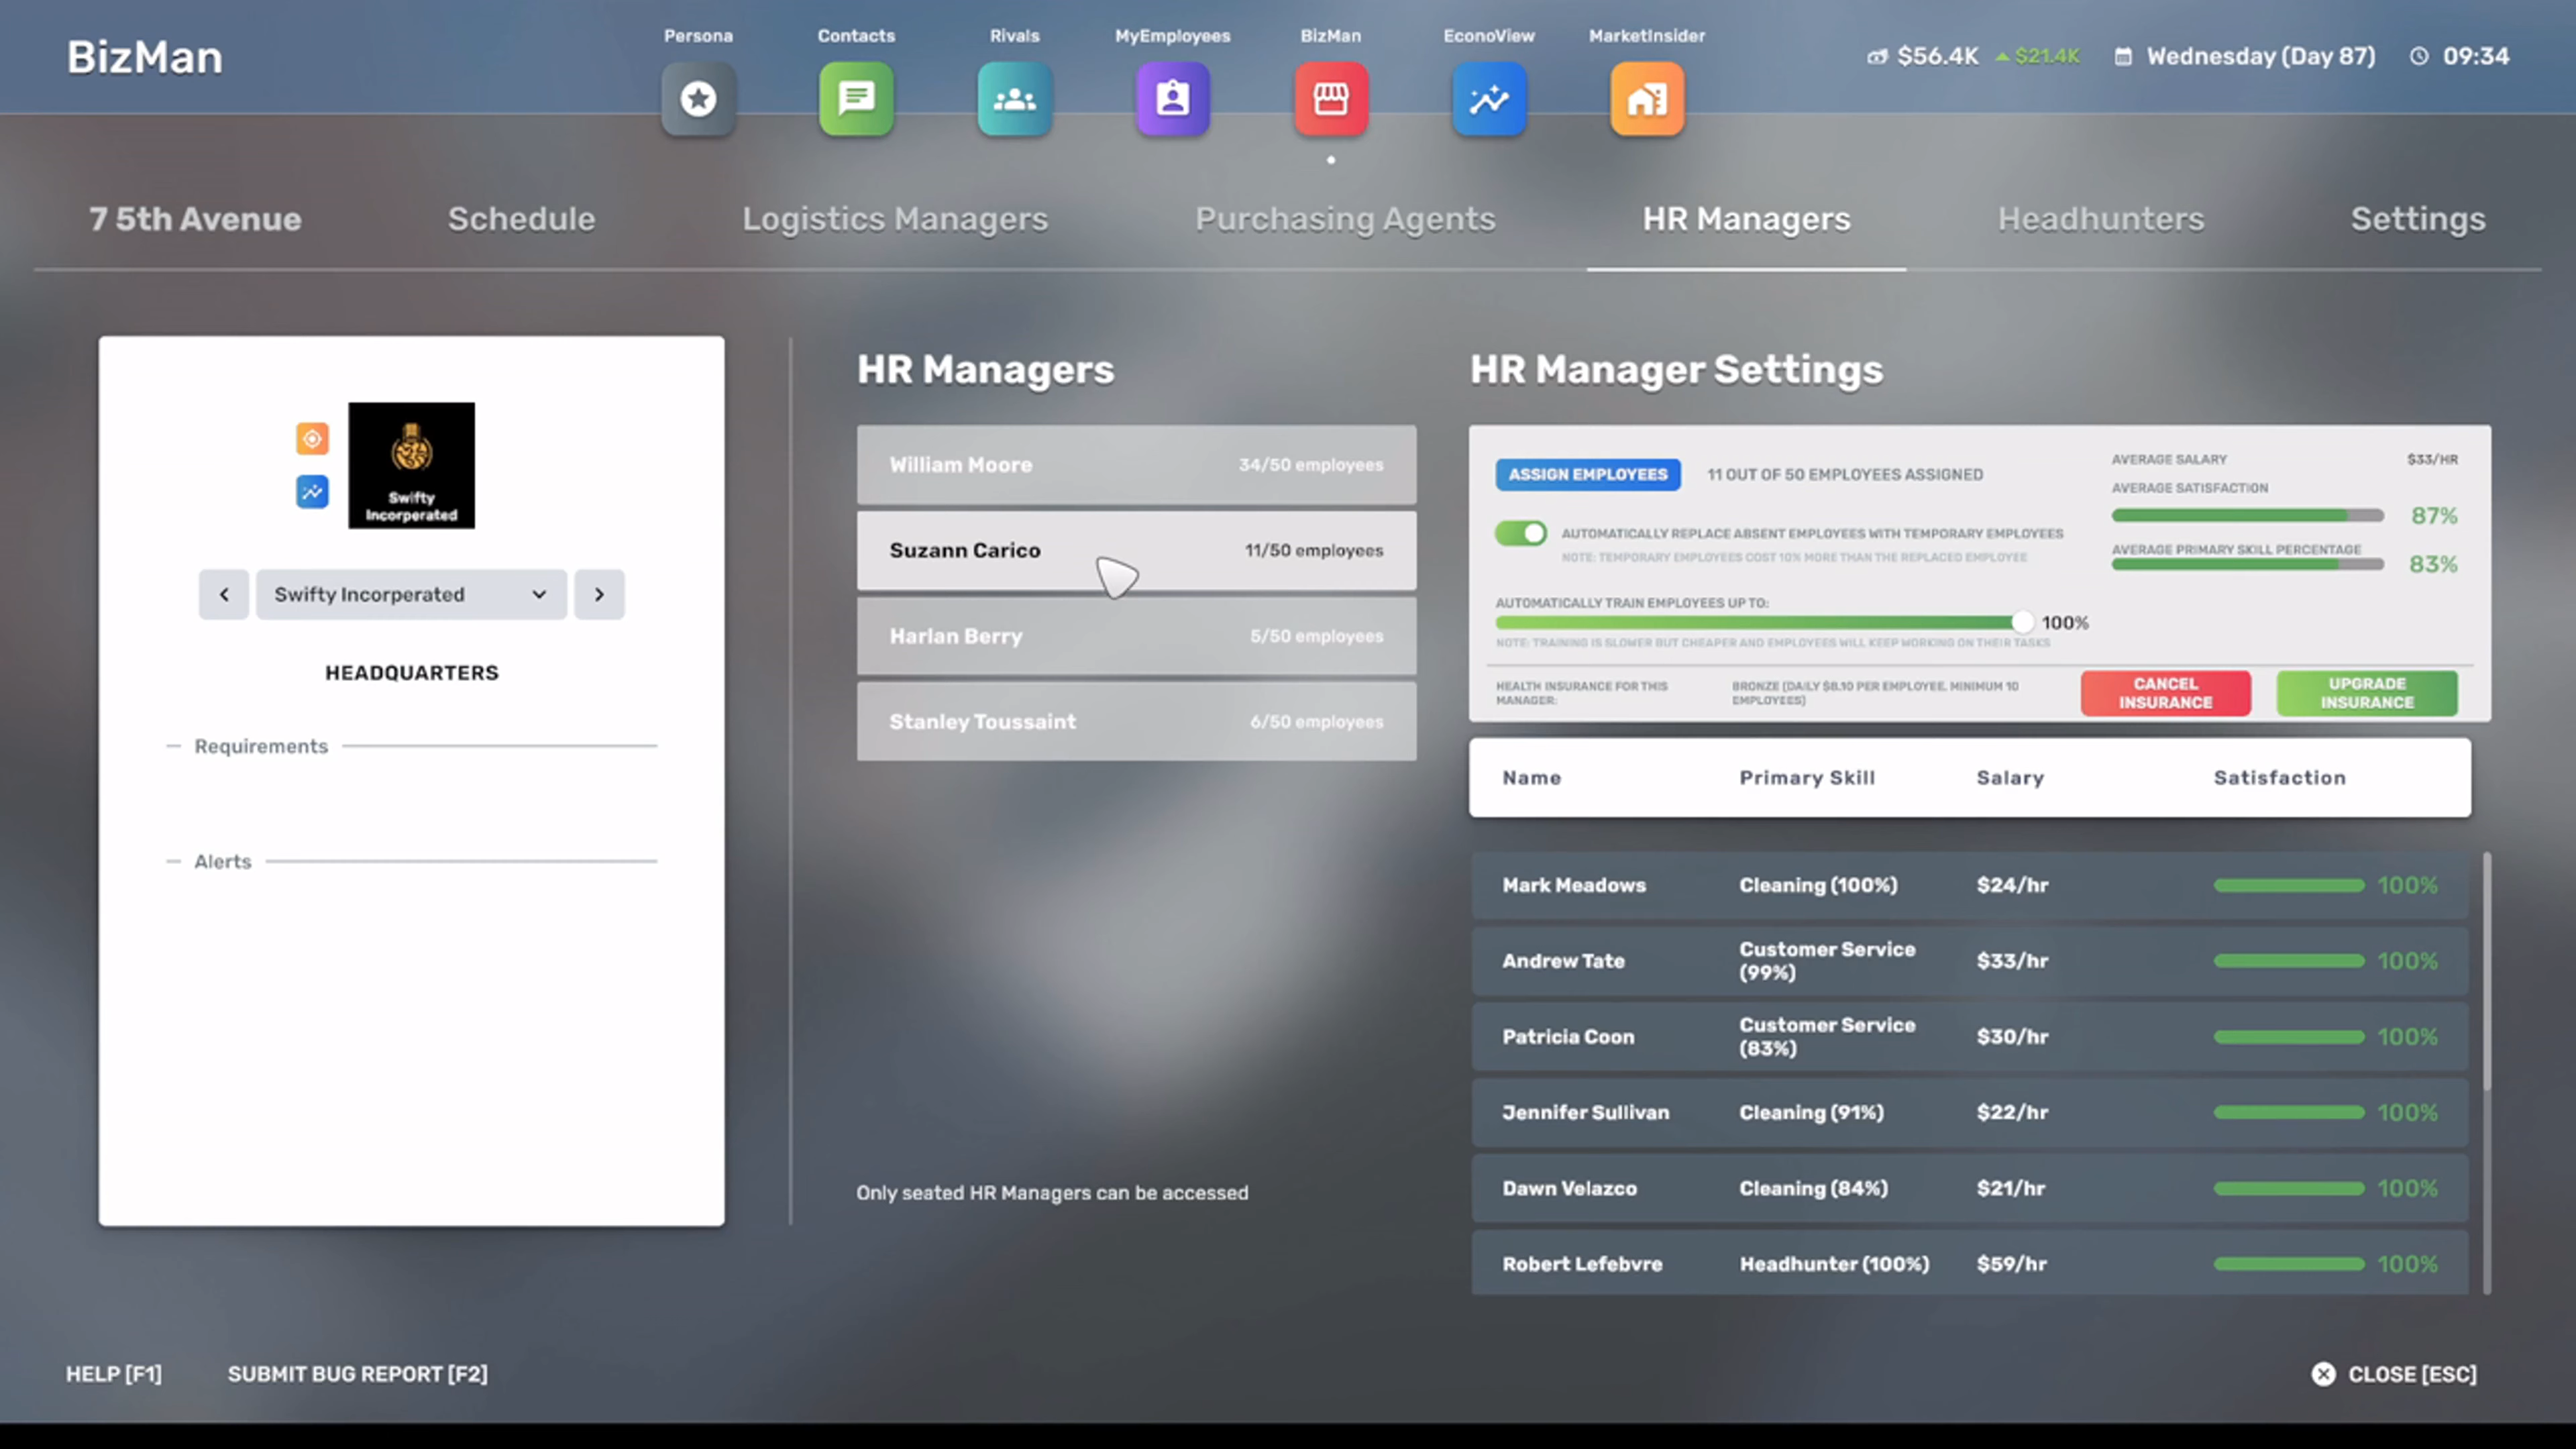 BizMan
Persona
Contacts
Rivals
MyEmployees
BizMan
EconoView
MarketInsider
$56.4K
$21.4K
Wednesday (Day 87)
09:34
7 5th Avenue
Schedule
Logistics Managers
Purchasing Agents
HR Managers
Headhunters
Settings
Swifty
Incorperated
Swifty Incorperated
HEADQUARTERS
Requirements
Alerts
HR Managers
William Moore 34/50 employees
Suzann Carico 11/50 employees
Harlan Berry 5/50 employees
Stanley Toussaint 6/50 employees
Only seated HR Managers can be accessed
HR Manager Settings
ASSIGN EMPLOYEES
11 OUT OF 50 EMPLOYEES ASSIGNED
AUTOMATICALLY REPLACE ABSENT EMPLOYEES WITH TEMPORARY EMPLOYEES
NOTE: TEMPORARY EMPLOYEES COST 10% MORE THAN THE REPLACED EMPLOYEE
AUTOMATICALLY TRAIN EMPLOYEES UP TO:
100%
NOTE: TRAINING IS SLOWER BUT CHEAPER AND EMPLOYEES WILL KEEP WORKING ON THEIR TASKS
AVERAGE SALARY $33/HR
AVERAGE SATISFACTION
87%
AVERAGE PRIMARY SKILL PERCENTAGE
83%
HEALTH INSURANCE FOR THIS
MANAGER:
BRONZE (DAILY $8.10 PER EMPLOYEE, MINIMUM 10
EMPLOYEES)
CANCEL
INSURANCE
UPGRADE
INSURANCE
Name Primary Skill Salary Satisfaction
Mark Meadows Cleaning (100%) $24/hr 100%
Andrew Tate Customer Service
(99%) $33/hr 100%
Patricia Coon Customer Service
(83%) $30/hr 100%
Jennifer Sullivan Cleaning (91%) $22/hr 100%
Dawn Velazco Cleaning (84%) $21/hr 100%
Robert Lefebvre Headhunter (100%) $59/hr 100%
HELP [F1]
SUBMIT BUG REPORT [F2]
CLOSE [ESC]